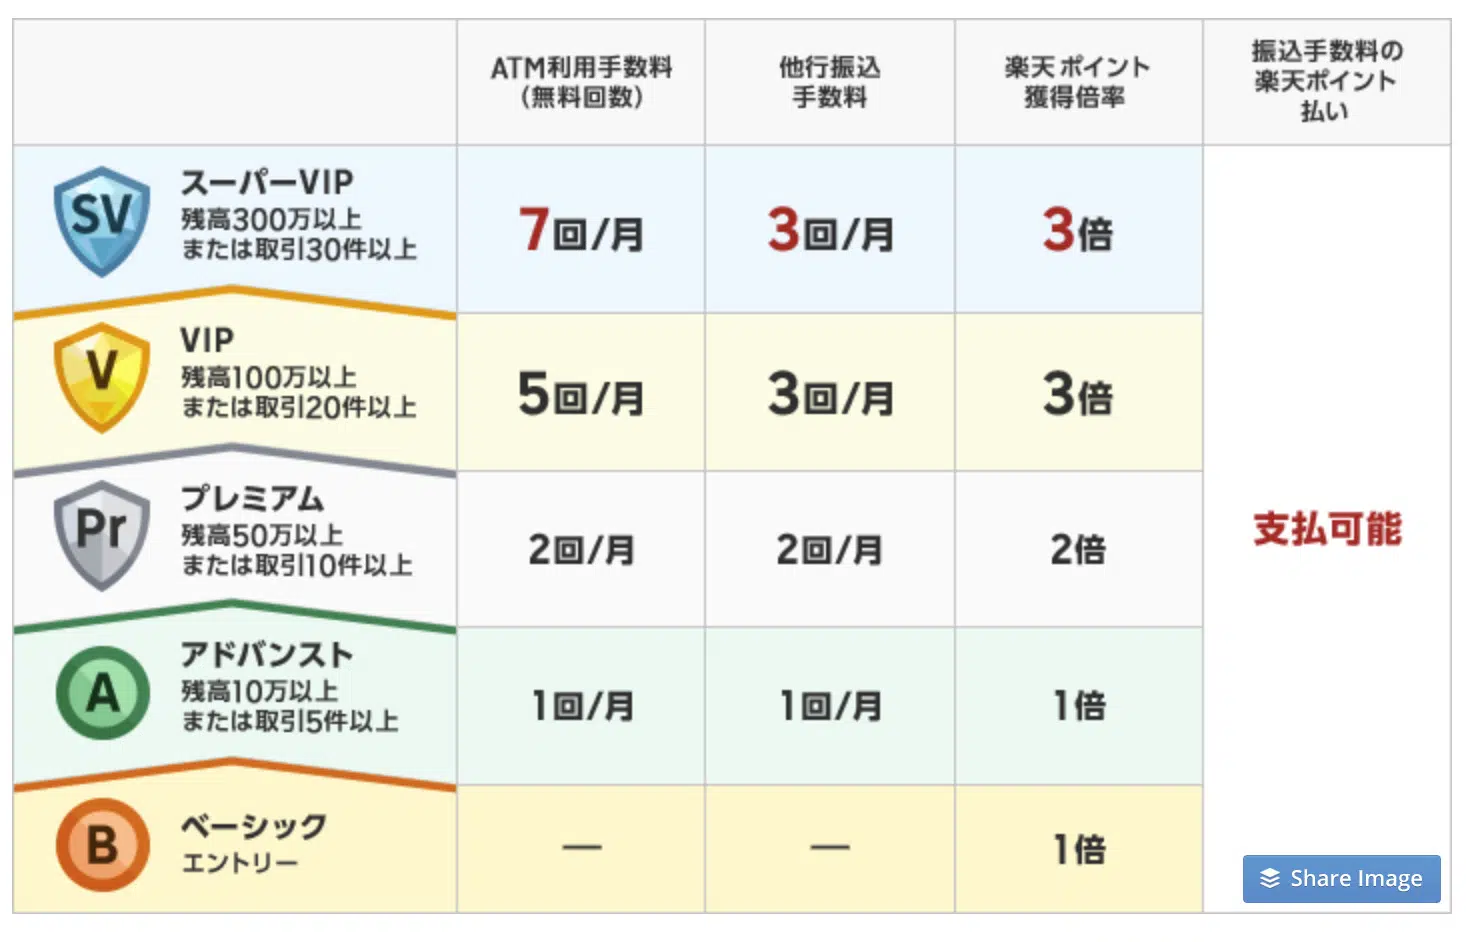 ATM利用手数料
（無料回数）
他行振込
手数料
楽天ポイント
獲得倍率
振込手数料の
楽天ポイント
払い
SV
スーパーVIP
残高300万以上
または取引30件以上
7回/月
3回/月
3倍
V
VIP
残高100万以上
または取引20件以上
5回/月
3回/月
3倍
Pr
プレミアム
残高50万以上
または取引10件以上
2回/月
2回/月
2倍
支払可能
A
アドバンスト
残高10万以上
または取引5件以上
1回/月
1回/月
1倍
B
ベーシック
エントリー
—
—
1倍
Share Image